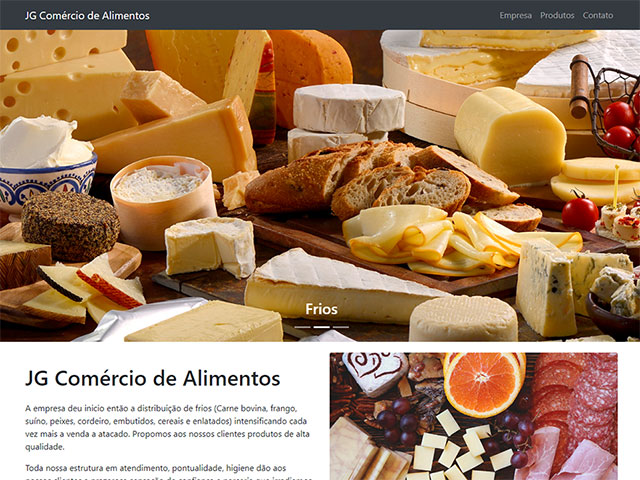 JG Comércio de Alimentos
Empresa Produtos Contato
Frios
JG Comércio de Alimentos
A empresa deu inicio então a distribuição de frios (Carne bovina, frango,
suíno, peixes, cordeiro, embutidos, cereais e enlatados) intensificando cada
vez mais a venda a atacado. Propomos aos nossos clientes produtos de alta
qualidade.
Toda nossa estrutura em atendimento, pontualidade, higiene dão aos